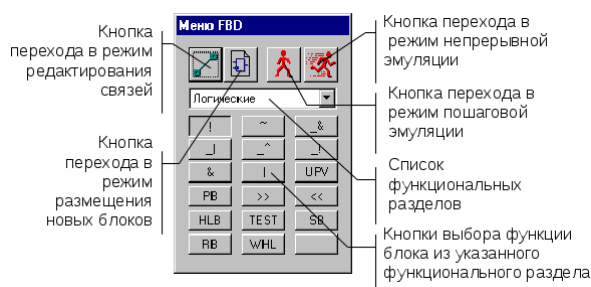 Меню FBD
Кнопка
перехода в режим
редактирования
связей
Кнопка
перехода в
режим
размещения
новых блоков
Кнопка перехода в
режим непрерывной
эмуляции
Кнопка перехода в
режим пошаговой
эмуляции
Список
функциональных
разделов
Кнопки выбора функции
блока из указанного
функционального раздела
Логические
! ~ _&
_| _^ _!
& | UPV
PB >> <<
HLB TEST SB
RB WHL